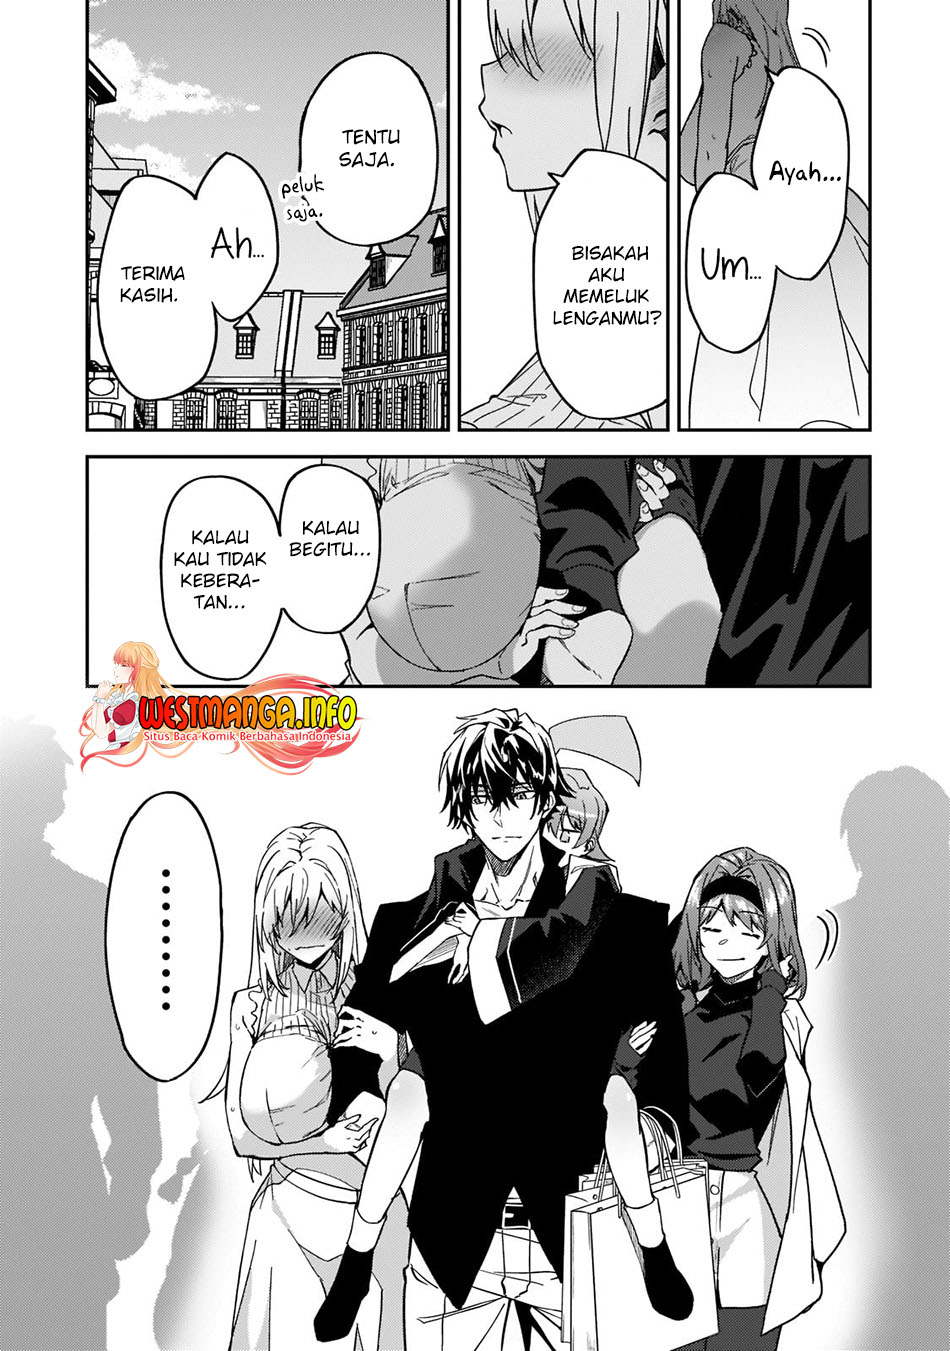 Ayah...
Um...
BISAKAH
AKU
MEMELUK
LENGANMU?
TENTU
SAJA.
peluk
saja.
Ah...
TERIMA
KASIH.
KALAU
BEGITU...
KALAU
KAU TIDAK
KEBERA-
TAN...
WESTMANGA.INFO
Situs Baca Komik Berbahasa Indonesia
.........